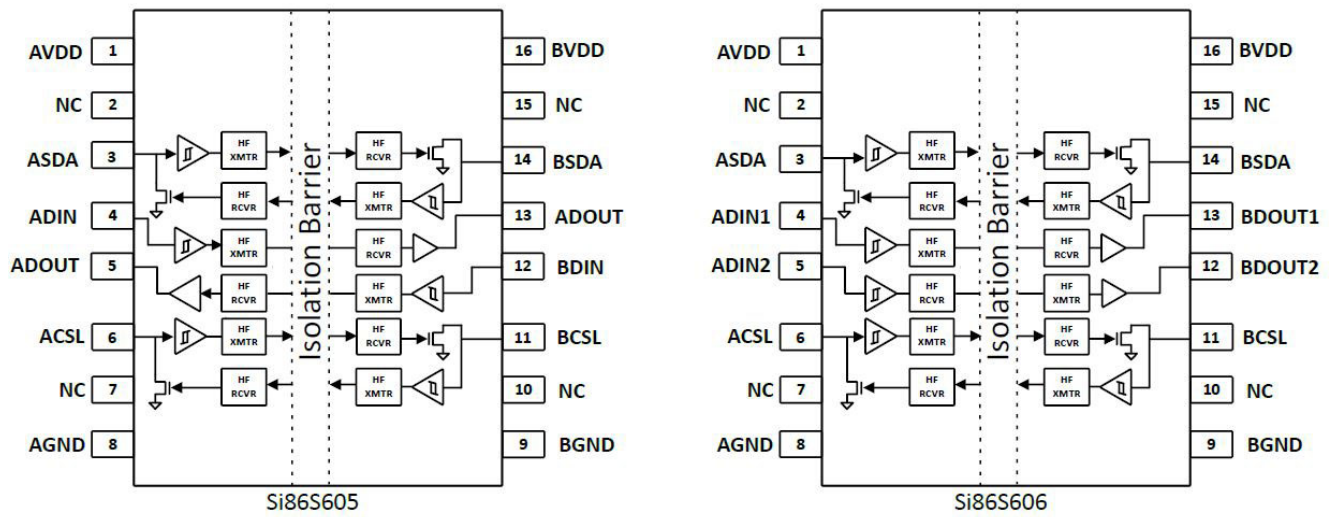 AVDD 1 16 BVDD
NC 2 15 NC
ASDA 3 14 BSDA
HF XMTR
HF RCVR
HF RCVR
HF XMTR
ADIN 4 13 ADOUT
HF XMTR
HF RCVR
ADOUT 5 12 BDIN
HF RCVR
HF XMTR
ACSL 6 11 BCSL
HF XMTR
HF RCVR
NC 7 10 NC
HF RCVR
HF XMTR
AGND 8 9 BGND
Isolation Barrier
Si86S605
AVDD 1 16 BVDD
NC 2 15 NC
ASDA 3 14 BSDA
HF XMTR
HF RCVR
HF RCVR
HF XMTR
ADIN1 4 13 BDOUT1
HF XMTR
HF RCVR
ADIN2 5 12 BDOUT2
HF RCVR
HF XMTR
ACSL 6 11 BCSL
HF XMTR
HF RCVR
NC 7 10 NC
HF RCVR
HF XMTR
AGND 8 9 BGND
Isolation Barrier
Si86S606